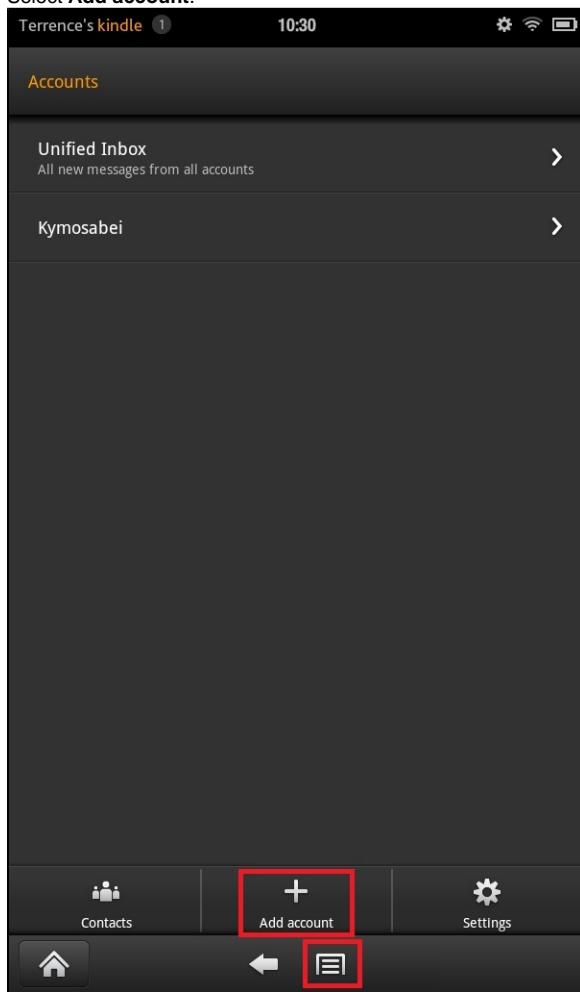 Select Add account.
Terrence's kindle 1 10:30
Accounts
Unified Inbox
All new messages from all accounts
Kymosabei
Contacts Add account Settings